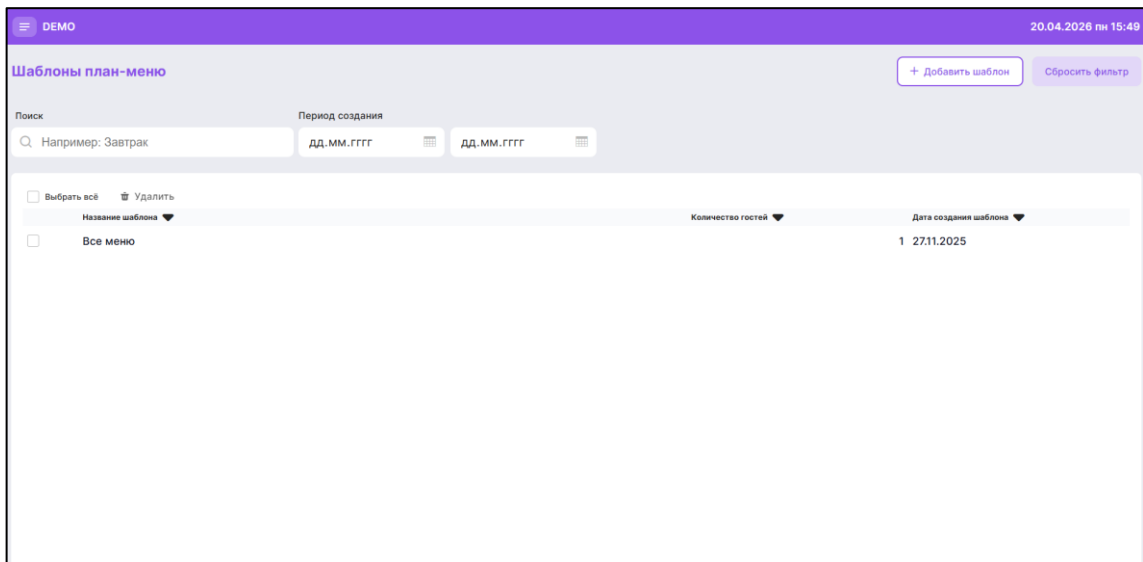 DEMO 20.04.2026 пн 15:49
Шаблоны план-меню + Добавить шаблон Сбросить фильтр
Поиск Период создания
Например: Завтрак дд.мм.гггг дд.мм.гггг
Выбрать всё Удалить
Название шаблона Количество гостей Дата создания шаблона
Все меню 1 27.11.2025